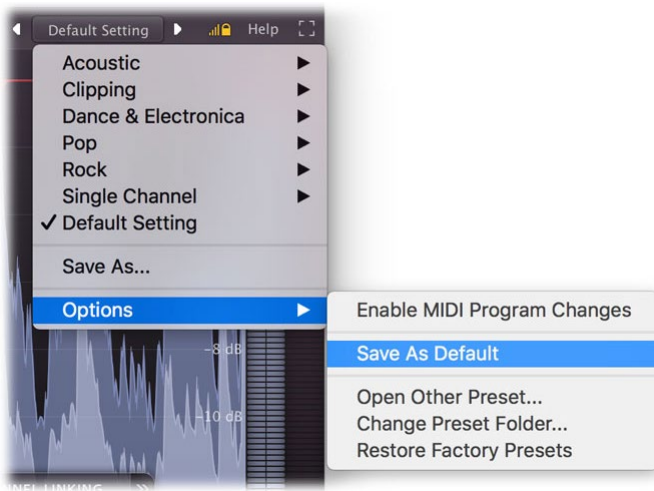 Default Setting Help
Acoustic
Clipping
Dance & Electronica
Pop
Rock
Single Channel
Default Setting
Save As...
Options
Enable MIDI Program Changes
Save As Default
Open Other Preset...
Change Preset Folder...
Restore Factory Presets
-8 dB
-10 dB
LINKING